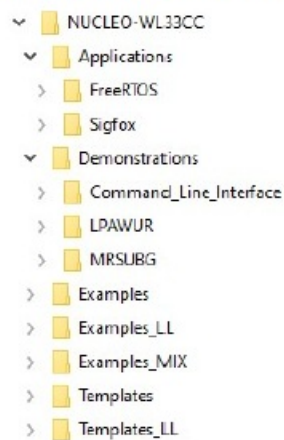 NUCLEO-WL33CC
Applications
FreeRTOS
Sigfox
Demonstrations
Command_Line_Interface
LPAWUR
MRSUBG
Examples
Examples_LL
Examples_MIX
Templates
Templates_LL